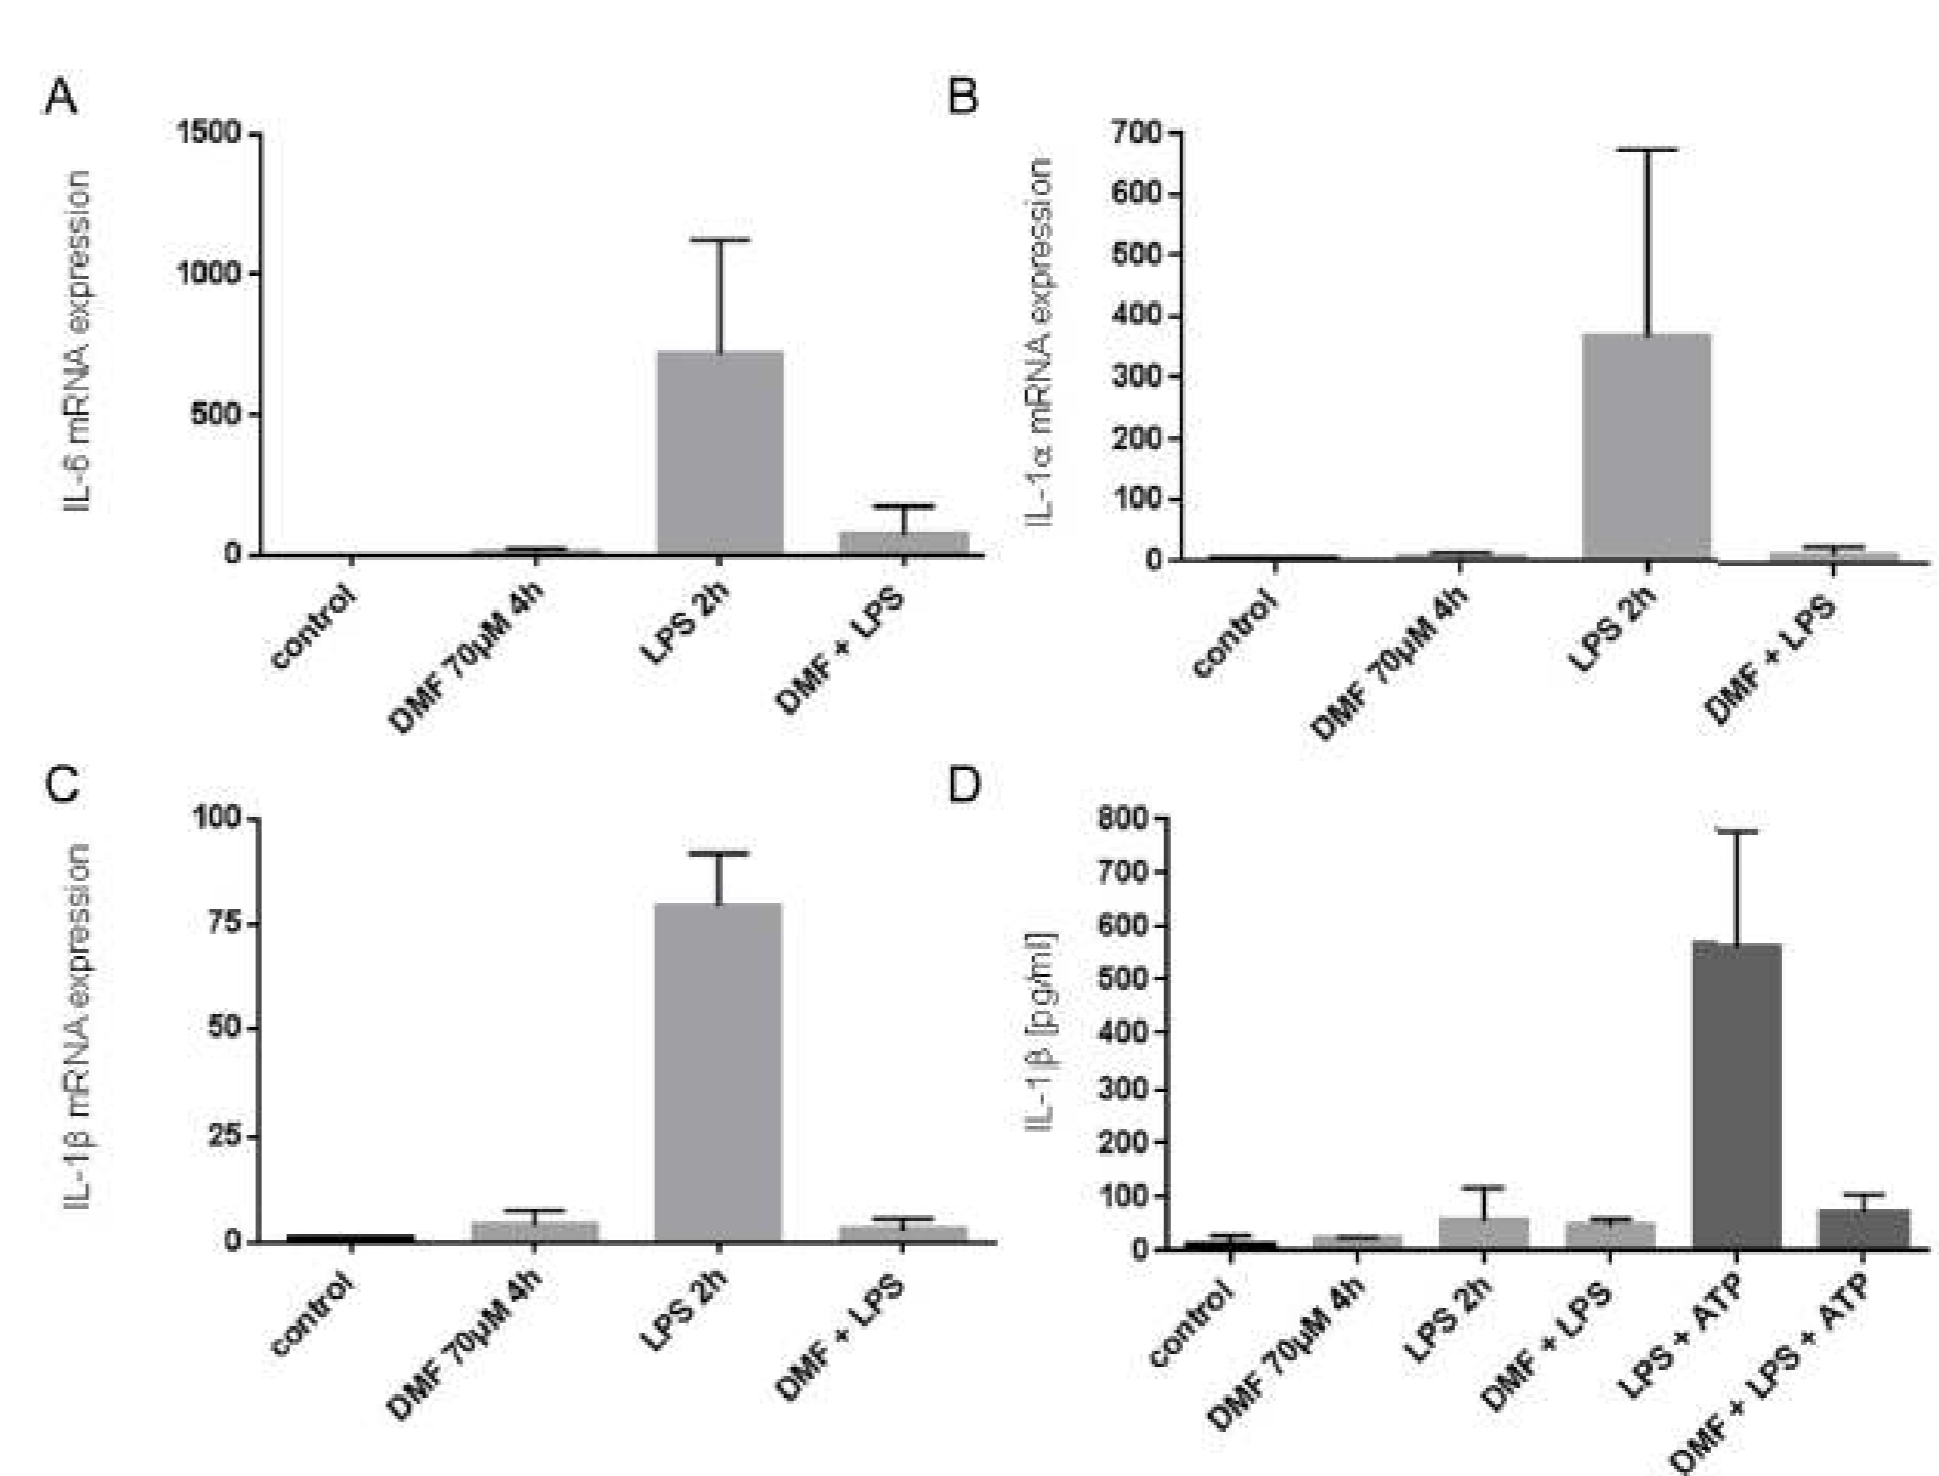 A
IL-6 mRNA expression
1500
1000
500
0
control
DMF 70µM 4h
LPS 2h
DMF + LPS
B
IL-1α mRNA expression
700
600
500
400
300
200
100
0
control
DMF 70µM 4h
LPS 2h
DMF + LPS
C
IL-1β mRNA expression
100
75
50
25
0
control
DMF 70µM 4h
LPS 2h
DMF + LPS
D
IL-1β [pg/ml]
800
700
600
500
400
300
200
100
0
control
DMF 70µM 4h
LPS 2h
DMF + LPS
LPS + ATP
DMF + LPS + ATP